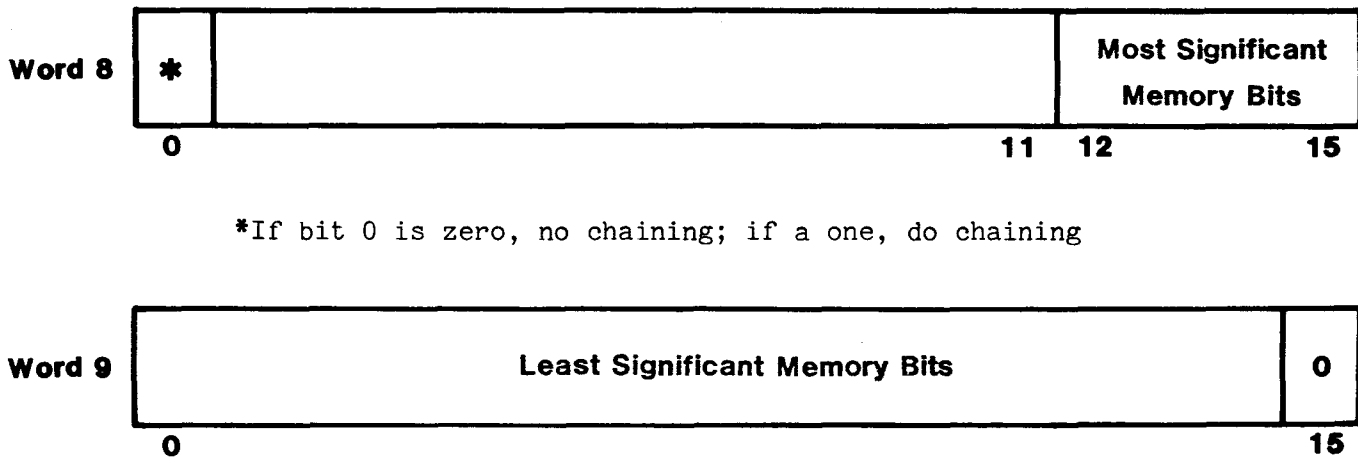 Word 8 * Most Significant
Memory Bits
0 11 12 15
*If bit 0 is zero, no chaining; if a one, do chaining
Word 9 Least Significant Memory Bits 0
0 15